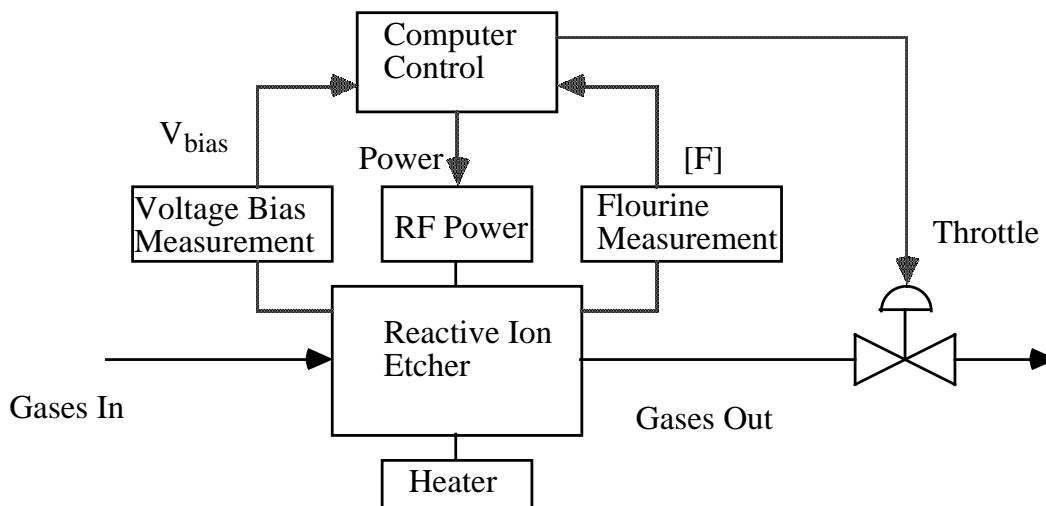 Computer
Control
V_bias
Power
[F]
Voltage Bias
Measurement
RF Power
Flourine
Measurement
Throttle
Reactive Ion
Etcher
Gases In
Gases Out
Heater